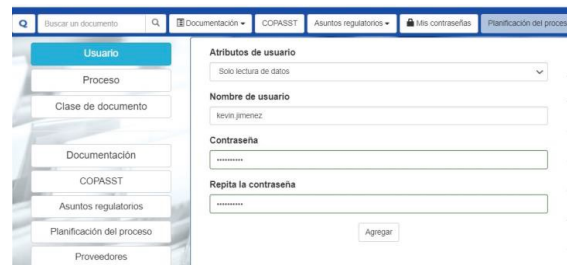 Q Buscar un documento Documentación COPASST Asuntos regulatorios Mis contraseñas Planificación del proces
Usuario
Proceso
Clase de documento
Documentación
COPASST
Asuntos regulatorios
Planificación del proceso
Proveedores
Atributos de usuario
Solo lectura de datos
Nombre de usuario
kevin.jimenez
Contraseña
••••••••••
Repita la contraseña
••••••••••
Agregar